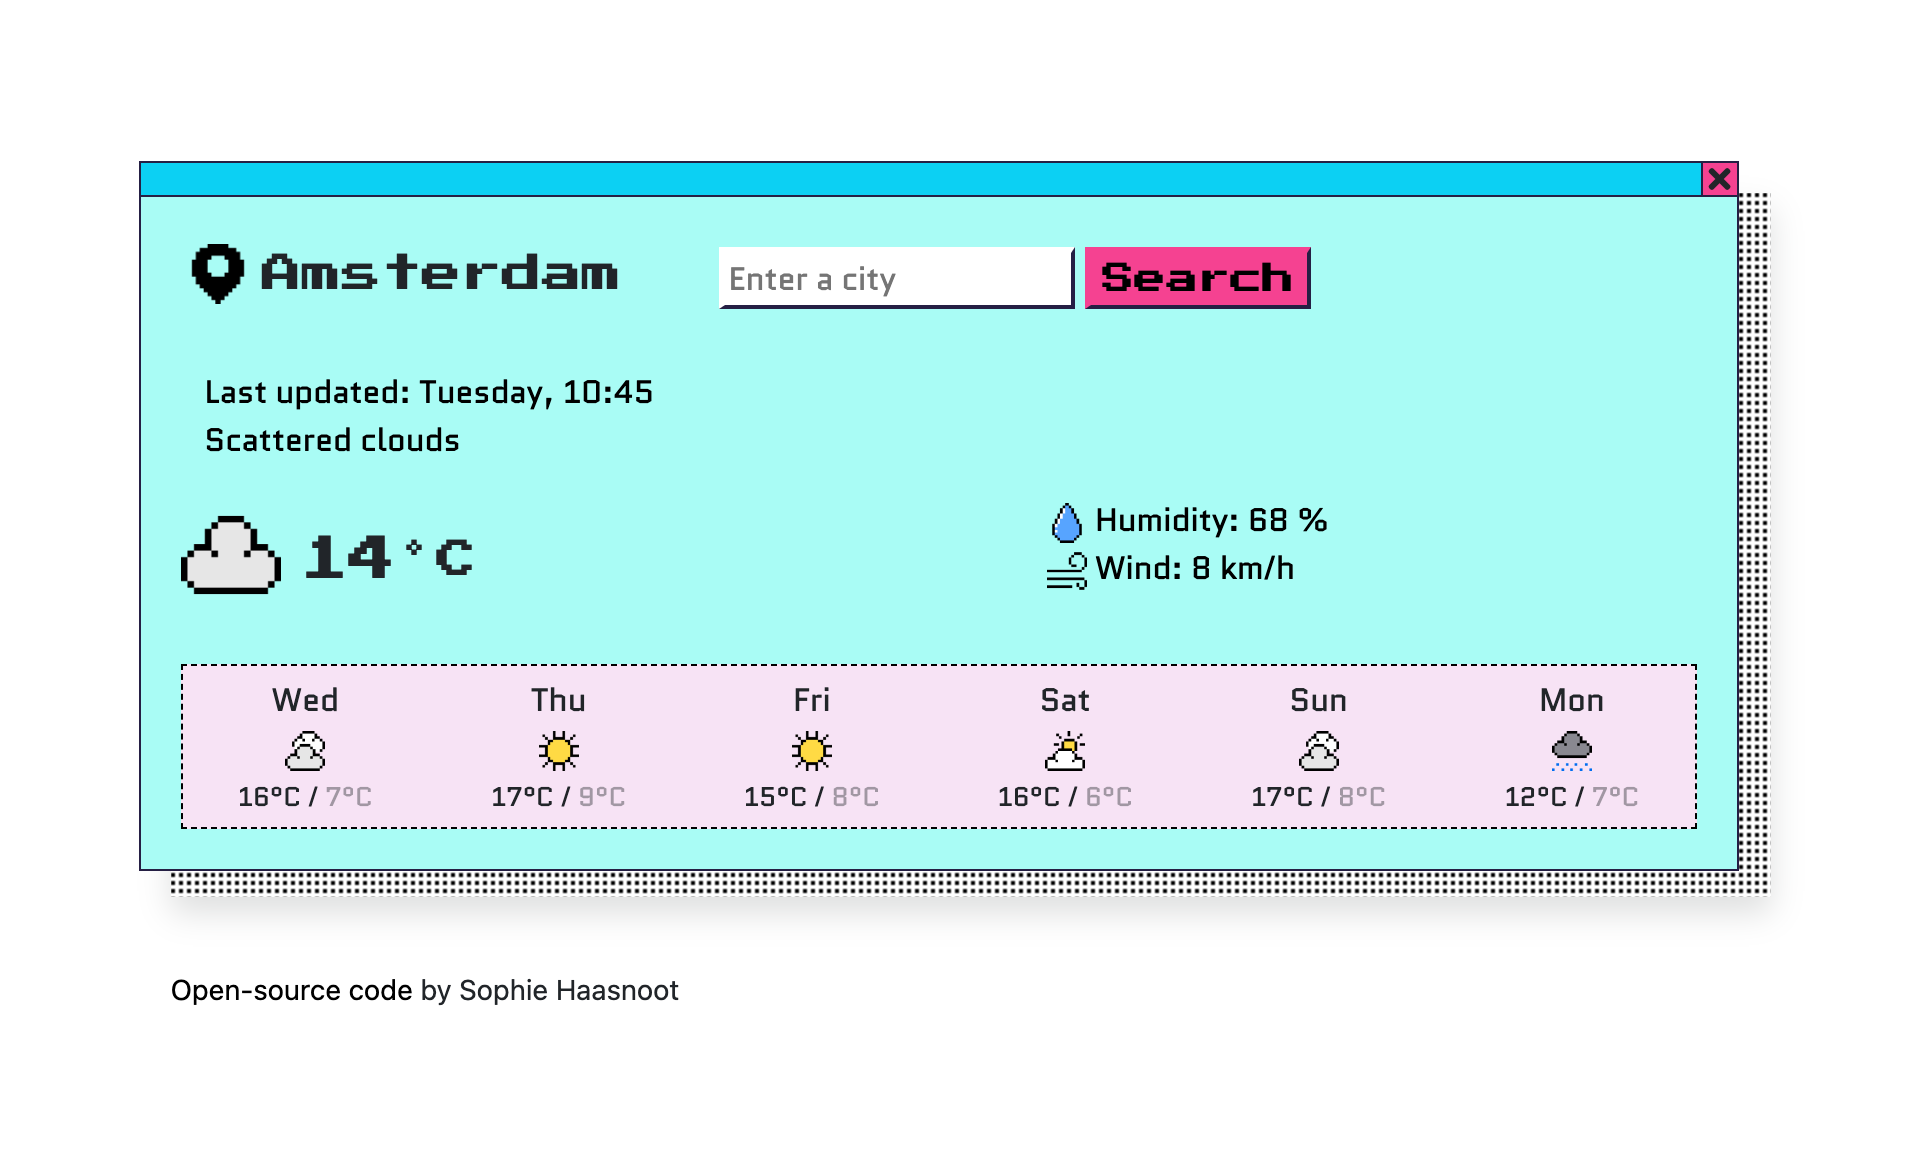 Amsterdam
Enter a city
Search
Last updated: Tuesday, 10:45
Scattered clouds
14°C
Humidity: 68 %
Wind: 8 km/h
Wed Thu Fri Sat Sun Mon
16°C / 7°C 17°C / 9°C 15°C / 8°C 16°C / 6°C 17°C / 8°C 12°C / 7°C
Open-source code by Sophie Haasnoot